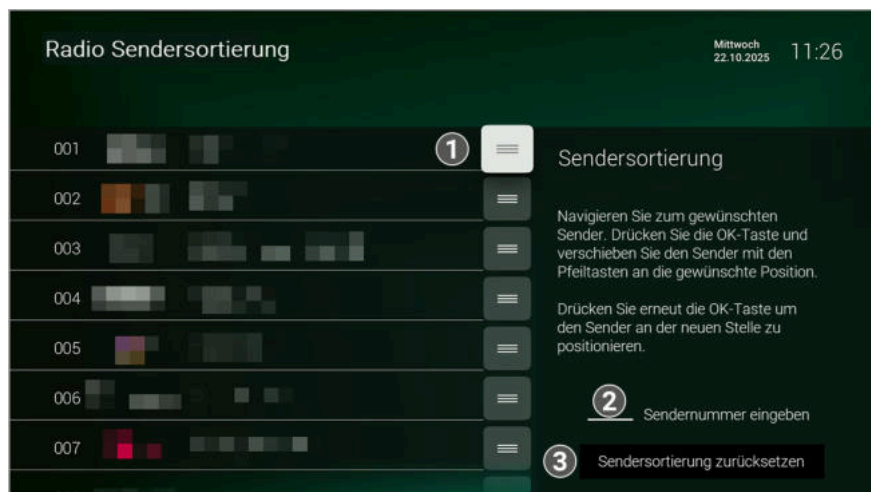 Radio Sendersortierung
Mittwoch
22.10.2025
11:26
001
1
Sendersortierung
002
Navigieren Sie zum gewünschten
Sender. Drücken Sie die OK-Taste und
verschieben Sie den Sender mit den
Pfeiltasten an die gewünschte Position.
003
004
Drücken Sie erneut die OK-Taste um
den Sender an der neuen Stelle zu
positionieren.
005
006
2
Sendernummer eingeben
007
3
Sendersortierung zurücksetzen